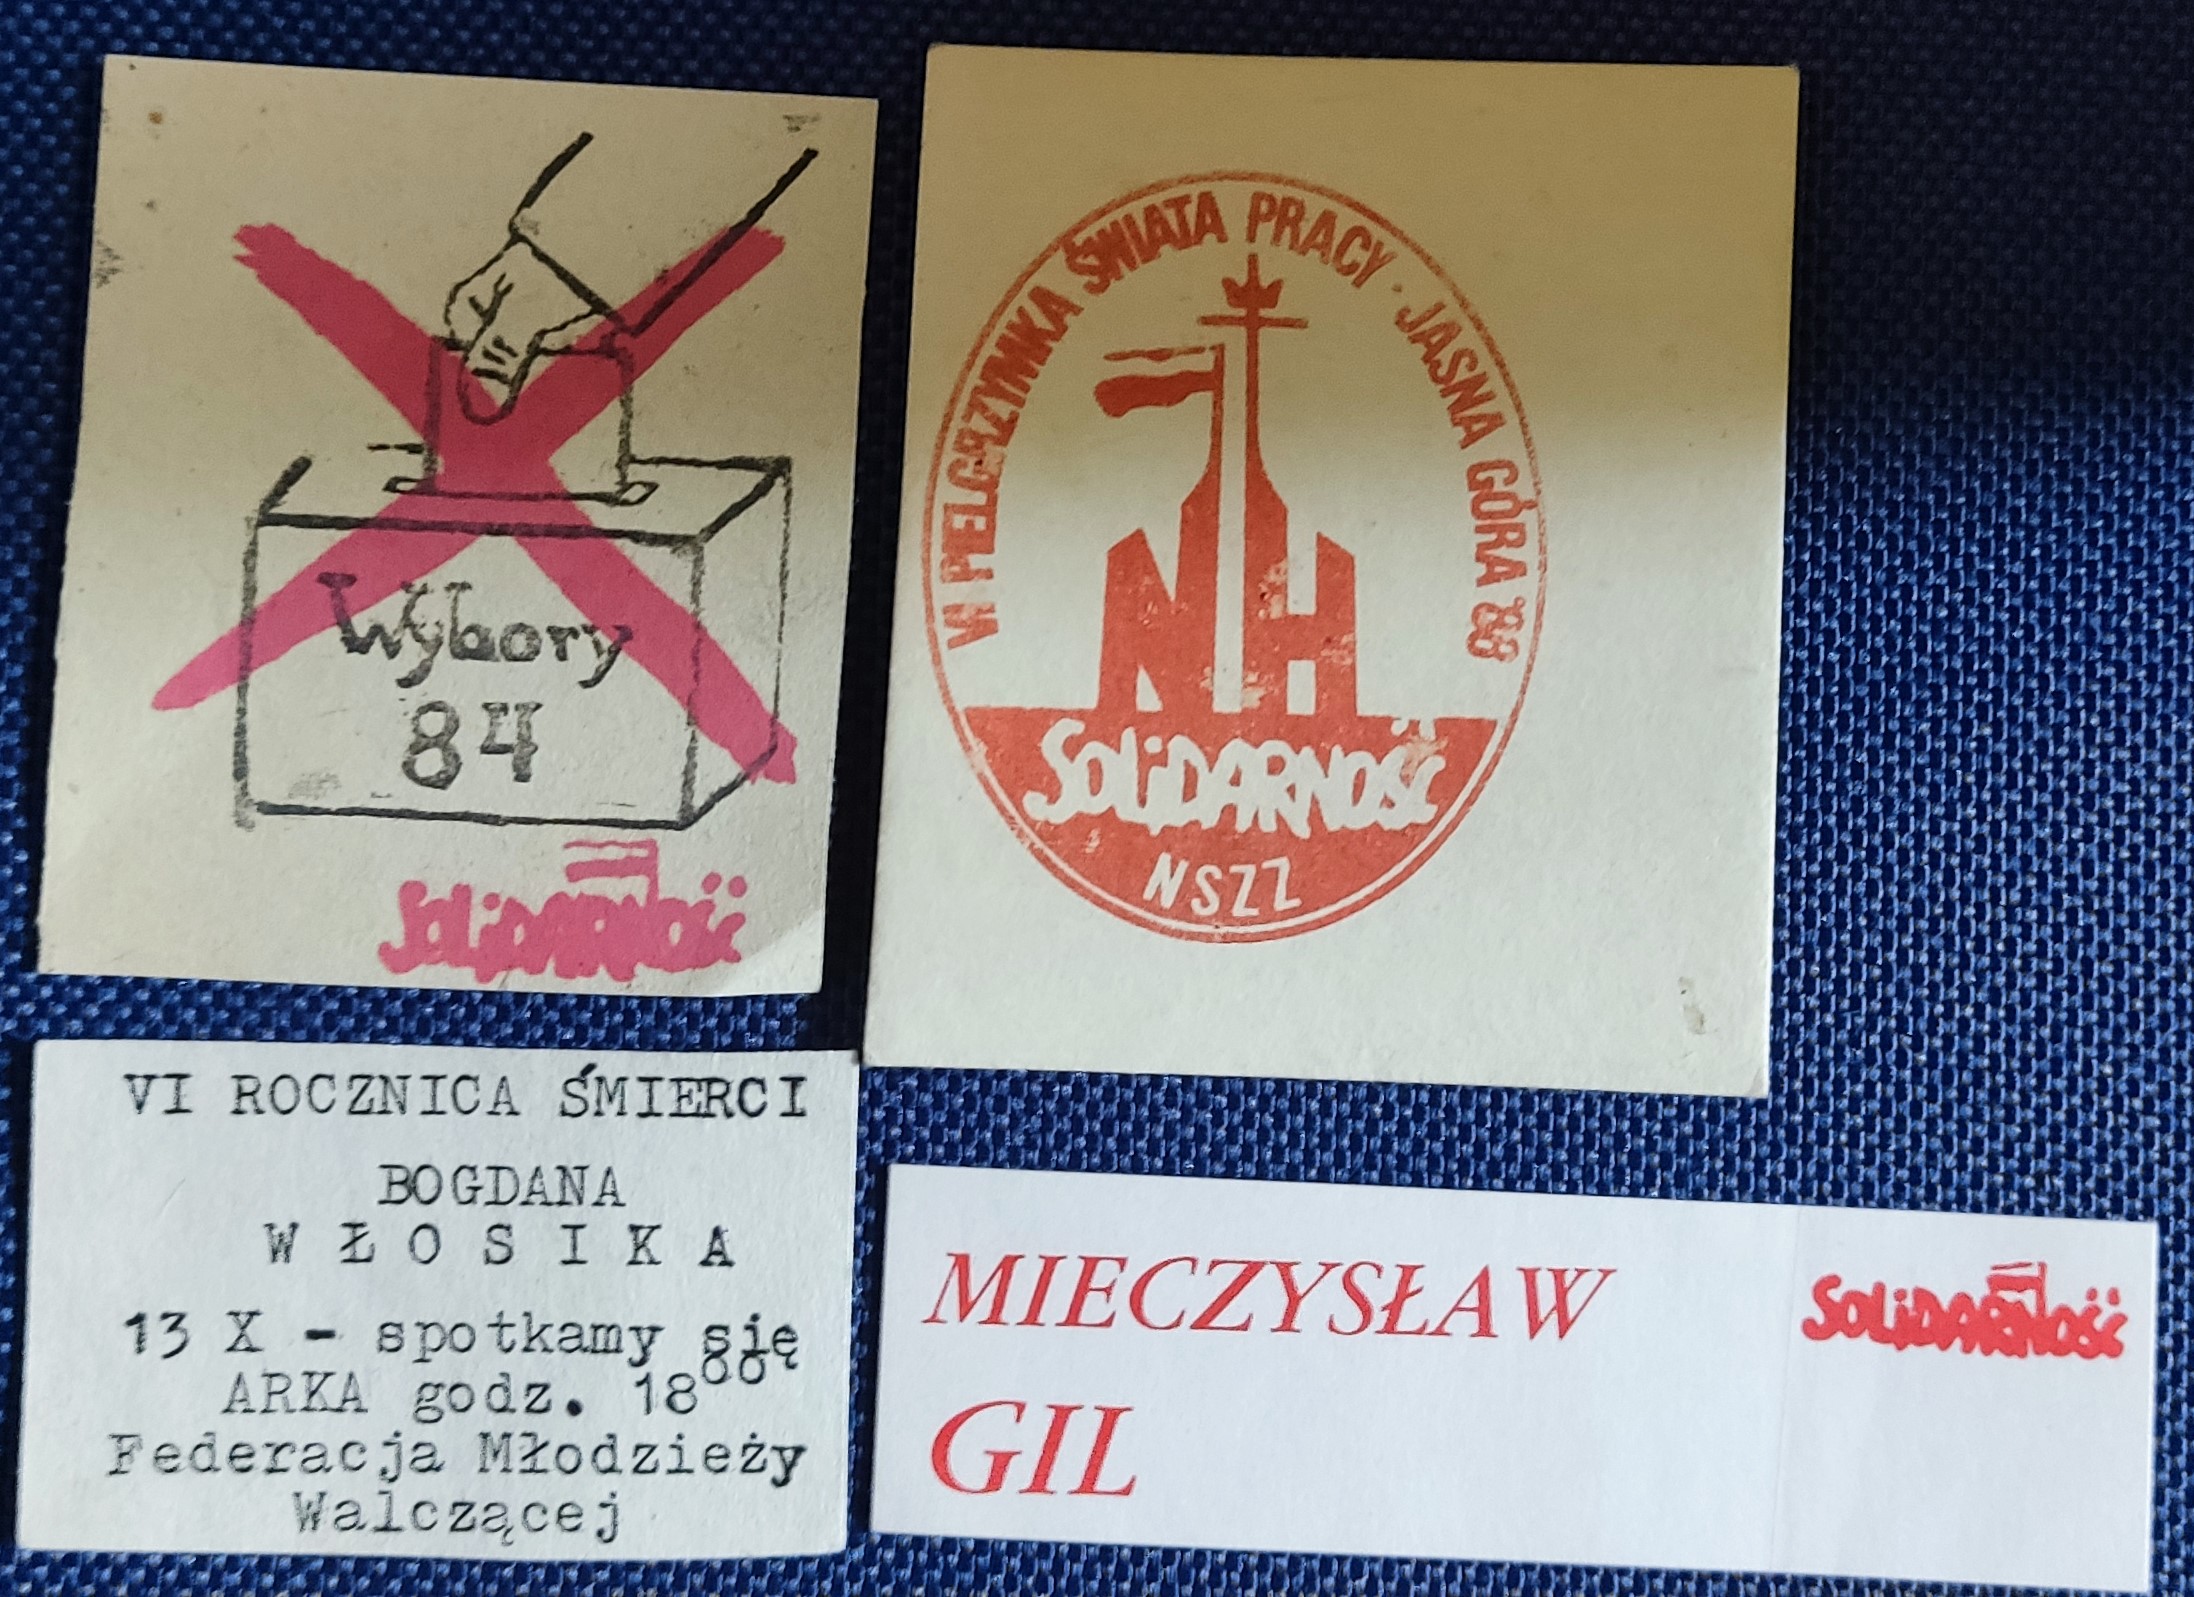 Wybory
84
SOLiDARNOŚĆ
VI PIELGRZYMKA ŚWIATA PRACY · JASNA GÓRA '88
NH
SOLiDARNOŚĆ
NSZZ
VI ROCZNICA ŚMIERCI
BOGDANA
W Ł O S I K A
13 X - spotkamy się
ARKA godz. 18⁰⁰
Federacja Młodzieży
Walczącej
MIECZYSŁAW
GIL
SOLiDARNOŚĆ